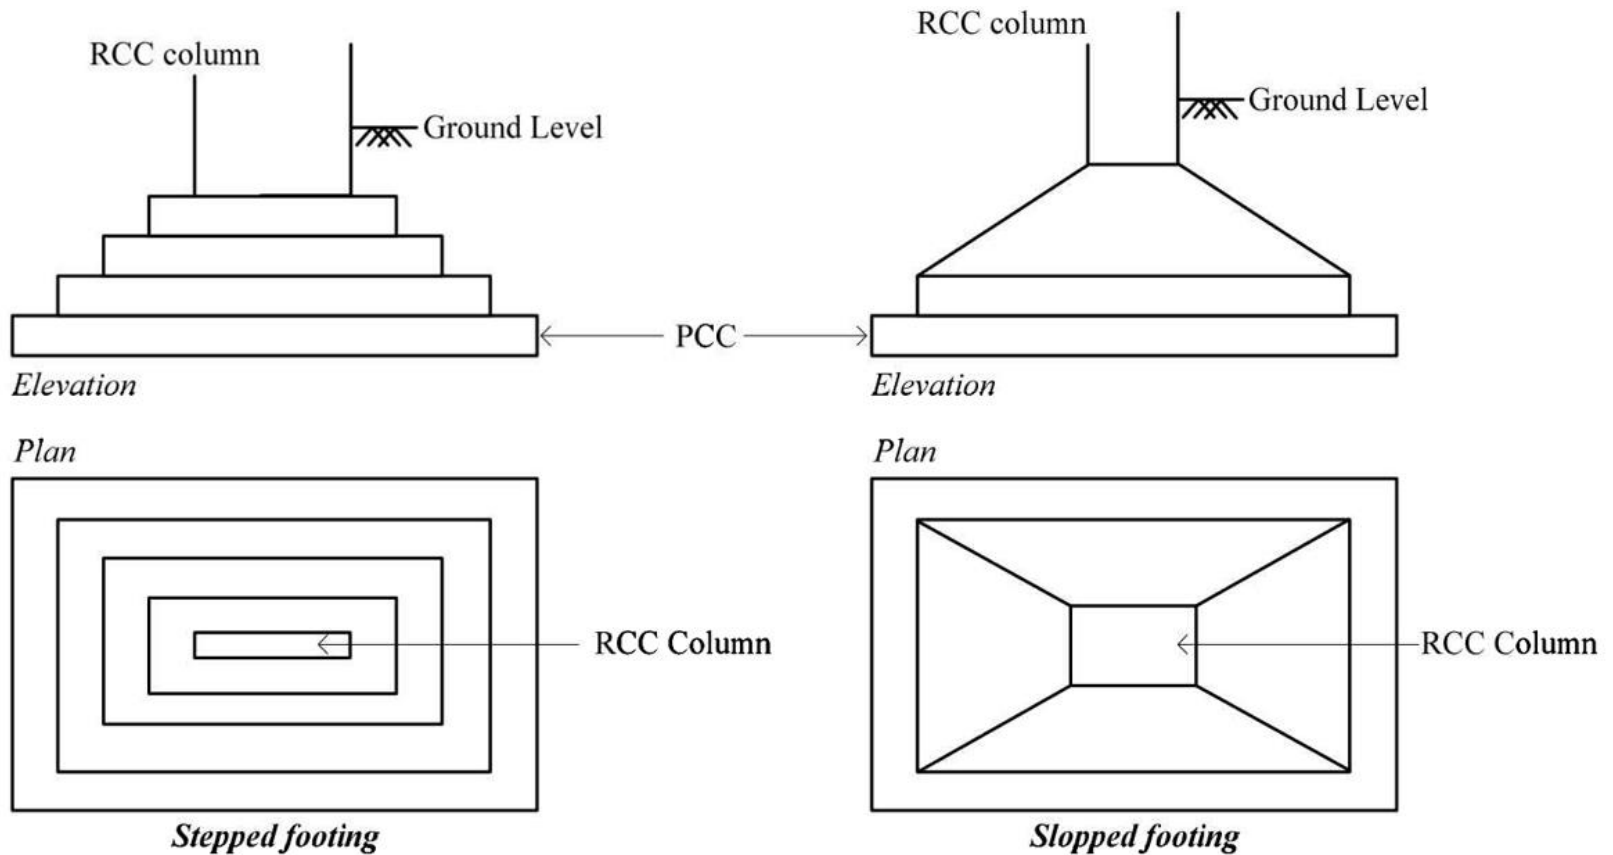 RCC column
Ground Level
RCC column
Ground Level
PCC
Elevation
Elevation
Plan
Plan
RCC Column
RCC Column
Stepped footing
Slopped footing